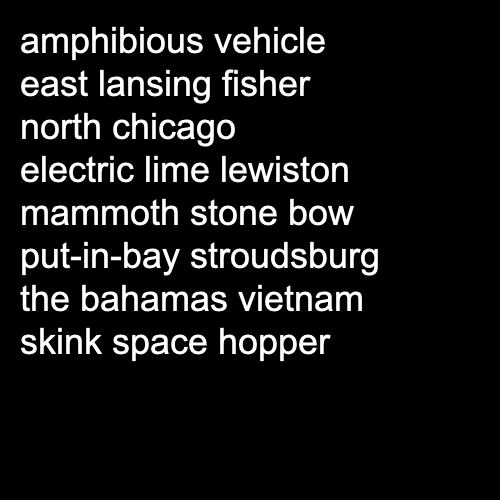 amphibious vehicle
east lansing fisher
north chicago
electric lime lewiston
mammoth stone bow
put-in-bay stroudsburg
the bahamas vietnam
skink space hopper